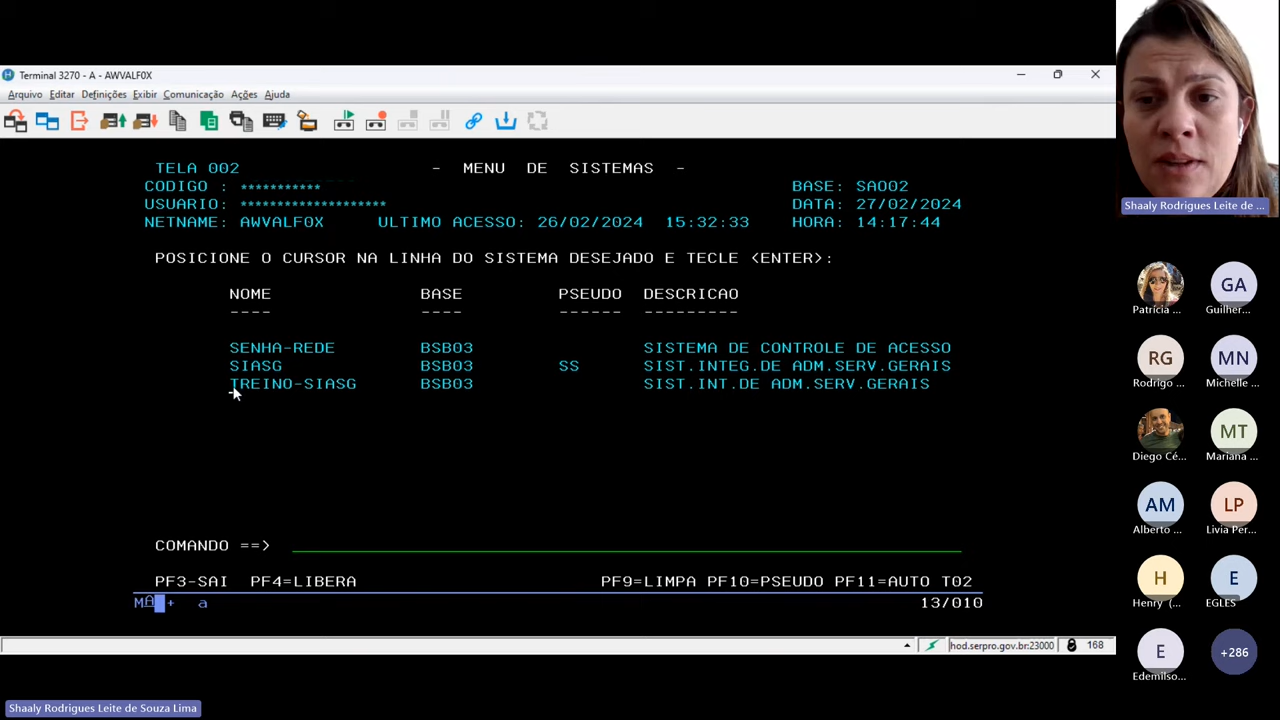 Terminal 3270 - A - AWVALF0X
Arquivo Editar Definições Exibir Comunicação Ações Ajuda
TELA 002 - MENU DE SISTEMAS -
CODIGO : *********** BASE: SAO02
USUARIO: ******************** DATA: 27/02/2024
NETNAME: AWVALF0X ULTIMO ACESSO: 26/02/2024 15:32:33 HORA: 14:17:44
POSICIONE O CURSOR NA LINHA DO SISTEMA DESEJADO E TECLE <ENTER>:
NOME BASE PSEUDO DESCRICAO
---- ---- ------ ---------
SENHA-REDE BSB03 SISTEMA DE CONTROLE DE ACESSO
SIASG BSB03 SS SIST.INTEG.DE ADM.SERV.GERAIS
TREINO-SIASG BSB03 SIST.INT.DE ADM.SERV.GERAIS
COMANDO ==>
PF3-SAI PF4=LIBERA PF9=LIMPA PF10=PSEUDO PF11=AUTO T02
MA + a 13/010
hod.serpro.gov.br:23000 168
Shaaly Rodrigues Leite de Souza Lima
Shaaly Rodrigues Leite de ...
GA
Patrícia ... Guilher...
RG MN
Rodrigo ... Michelle ...
MT
Diego Cé... Mariana ...
AM LP
Alberto ... Livia Per...
H E
Henry (... EGLES
E +286
Edemilso...